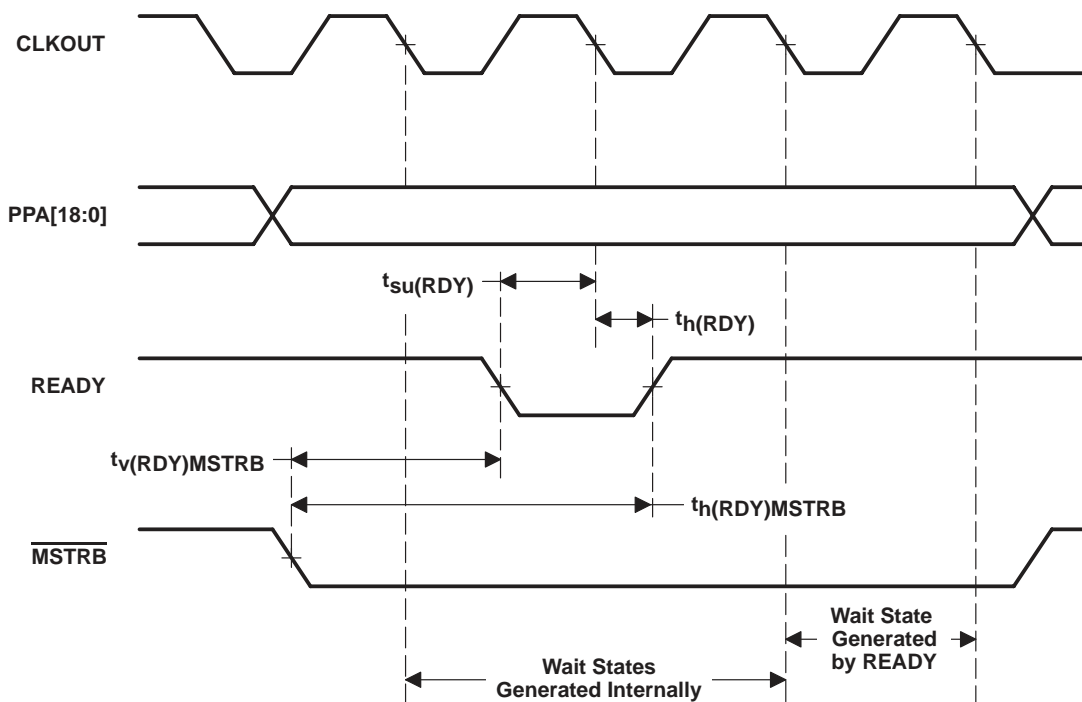 CLKOUT
PPA[18:0]
tsu(RDY)
th(RDY)
READY
tv(RDY)MSTRB
th(RDY)MSTRB
MSTRB
Wait State
Generated
by READY
Wait States
Generated Internally